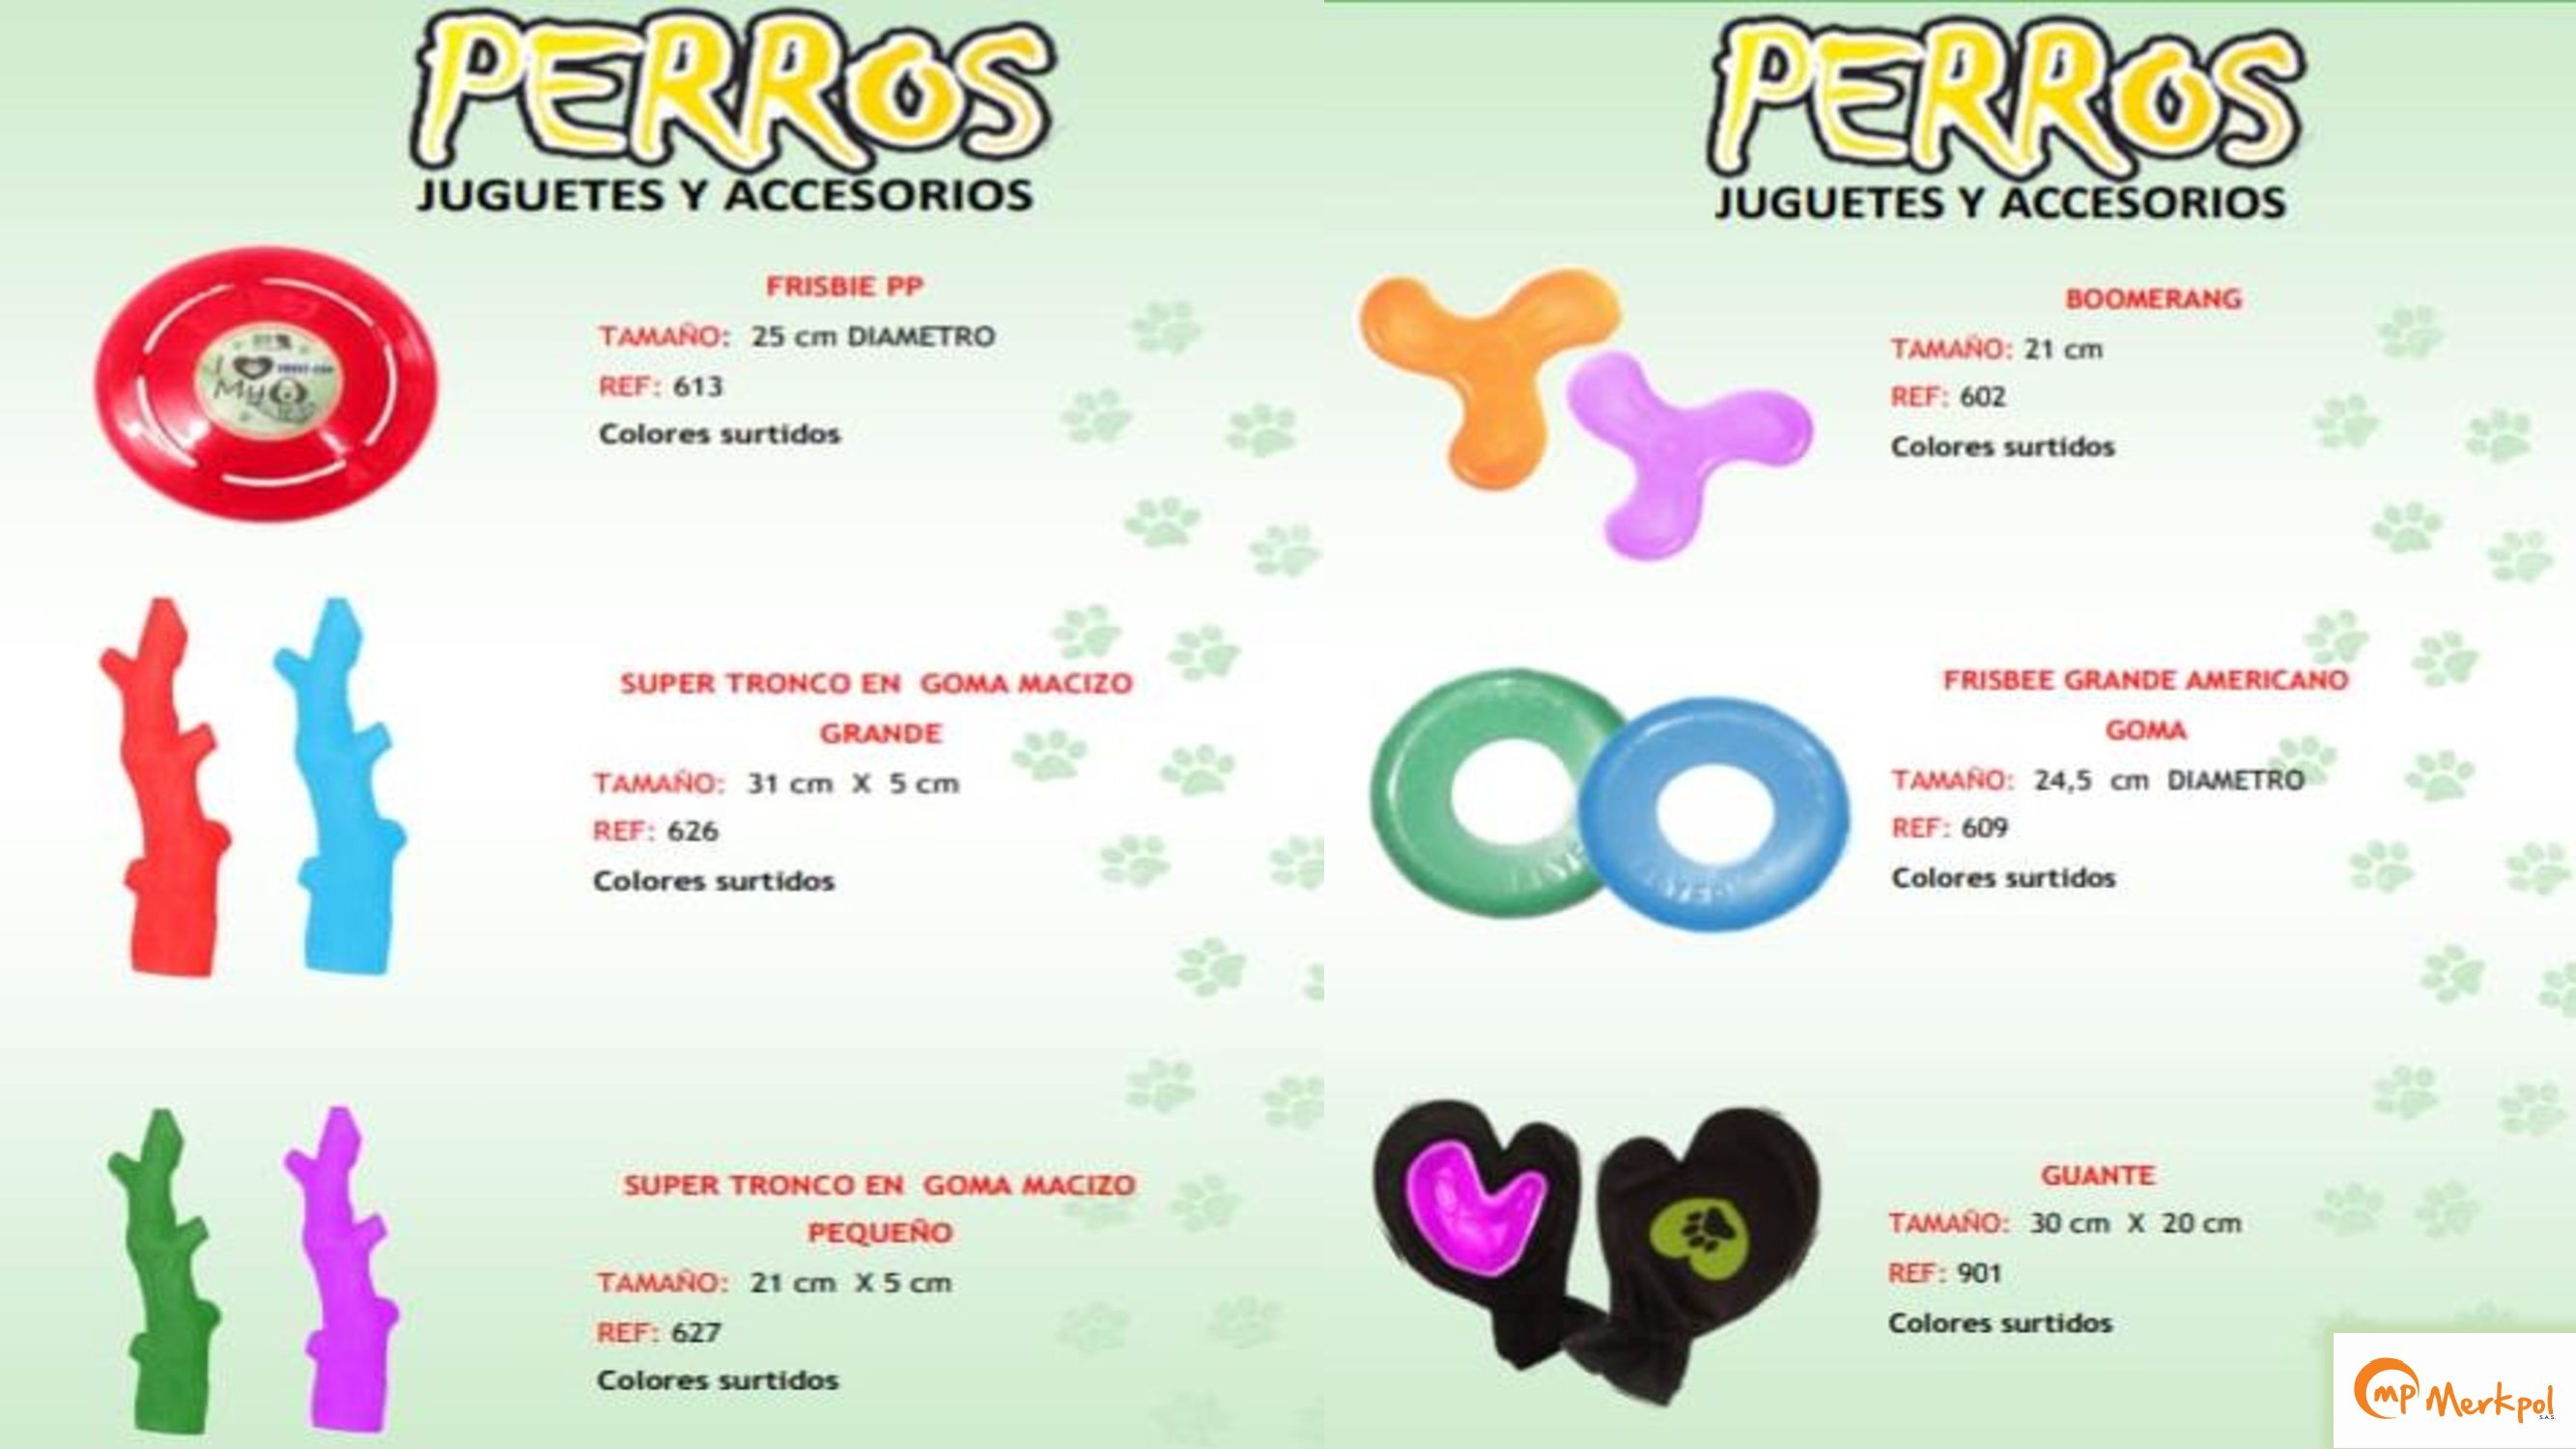 PERROS
JUGUETES Y ACCESORIOS
I
My
FRISBIE PP
TAMAÑO: 25 cm DIAMETRO
REF: 613
Colores surtidos
SUPER TRONCO EN GOMA MACIZO
GRANDE
TAMAÑO: 31 cm X 5 cm
REF: 626
Colores surtidos
SUPER TRONCO EN GOMA MACIZO
PEQUEÑO
TAMAÑO: 21 cm X 5 cm
REF: 627
Colores surtidos
PERROS
JUGUETES Y ACCESORIOS
BOOMERANG
TAMAÑO: 21 cm
REF: 602
Colores surtidos
FRISBEE GRANDE AMERICANO
GOMA
TAMAÑO: 24,5 cm DIAMETRO
REF: 609
Colores surtidos
GUANTE
TAMAÑO: 30 cm X 20 cm
REF: 901
Colores surtidos
mp Merkpol
S.A.S.